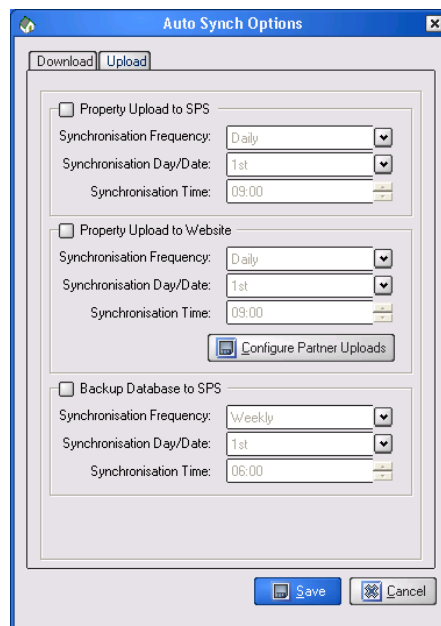 Auto Synch Options
Download Upload
Property Upload to SPS
Synchronisation Frequency: Daily
Synchronisation Day/Date: 1st
Synchronisation Time: 09:00
Property Upload to Website
Synchronisation Frequency: Daily
Synchronisation Day/Date: 1st
Synchronisation Time: 09:00
Configure Partner Uploads
Backup Database to SPS
Synchronisation Frequency: Weekly
Synchronisation Day/Date: 1st
Synchronisation Time: 06:00
Save Cancel